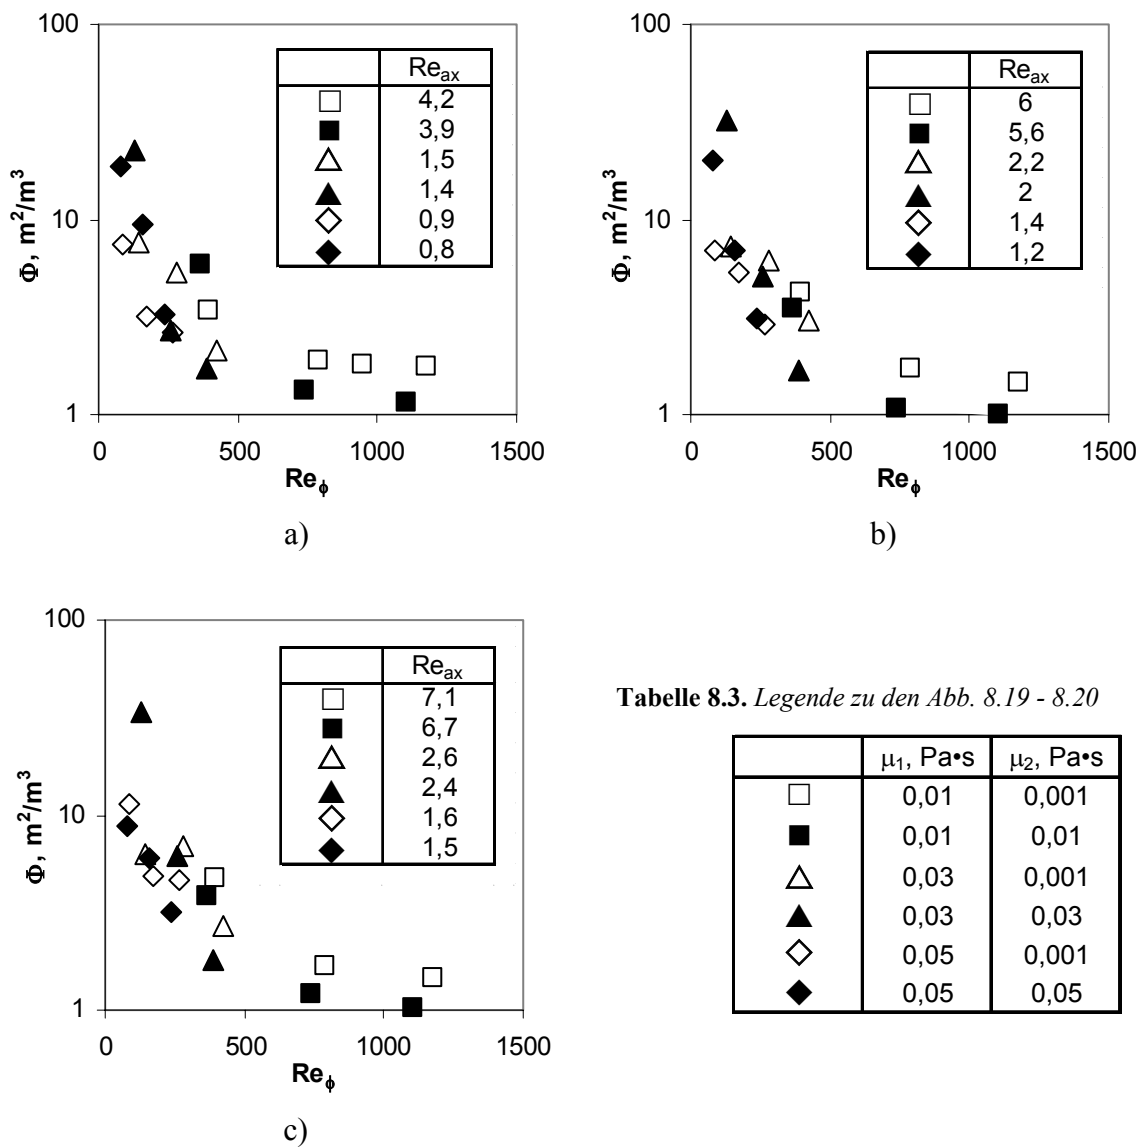 100
10
1
Φ, m²/m³
Re_ax
4,2
3,9
1,5
1,4
0,9
0,8
0 500 1000 1500
Re_ϕ
a)
100
10
1
Φ, m²/m³
Re_ax
6
5,6
2,2
2
1,4
1,2
0 500 1000 1500
Re_ϕ
b)
100
10
1
Φ, m²/m³
Re_ax
7,1
6,7
2,6
2,4
1,6
1,5
0 500 1000 1500
Re_ϕ
c)
Tabelle 8.3. Legende zu den Abb. 8.19 - 8.20
μ₁, Pa•s μ₂, Pa•s
0,01 0,001
0,01 0,01
0,03 0,001
0,03 0,03
0,05 0,001
0,05 0,05